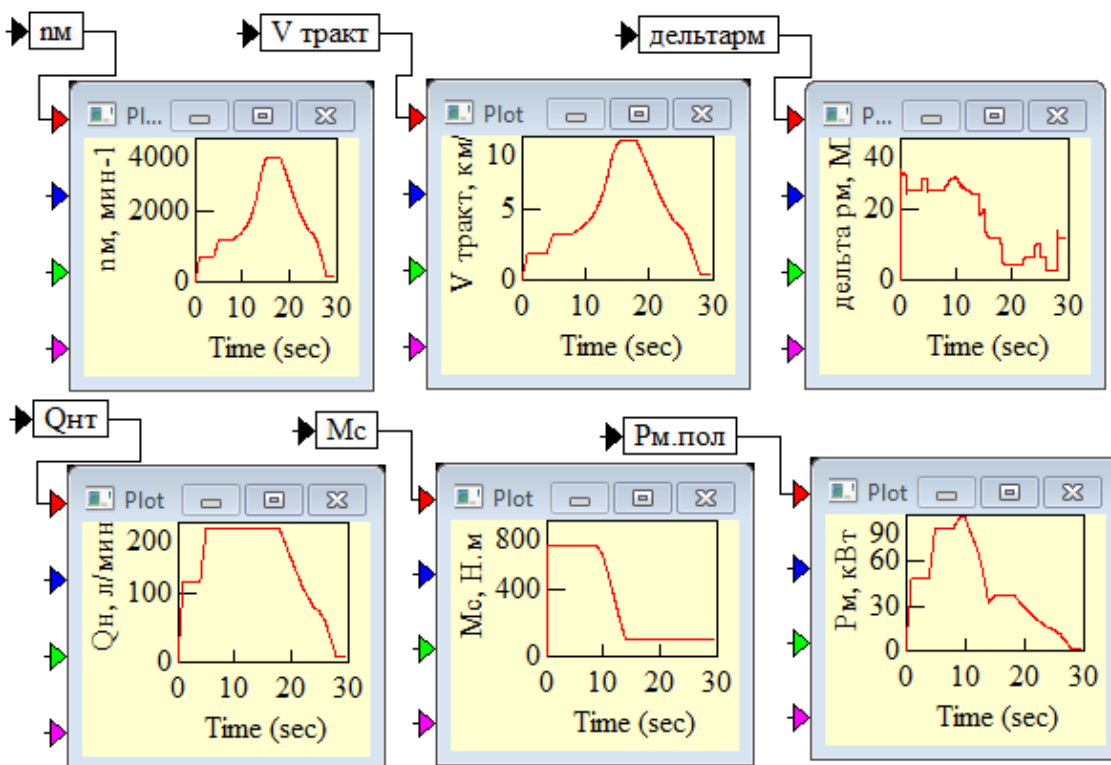 nм
V тракт
дельтарм
Pl...
Plot
P...
nм, мин-1
4000
2000
0
0 10 20 30
Time (sec)
V тракт, км/
10
5
0
0 10 20 30
Time (sec)
дельта рм, М
40
20
0
0 10 20 30
Time (sec)
Qнт
Мс
Рм.пол
Plot
Plot
Plot
Qн, л/мин
200
100
0
0 10 20 30
Time (sec)
Мс, Н.м
800
400
0
0 10 20 30
Time (sec)
Рм, кВт
90
60
30
0
0 10 20 30
Time (sec)